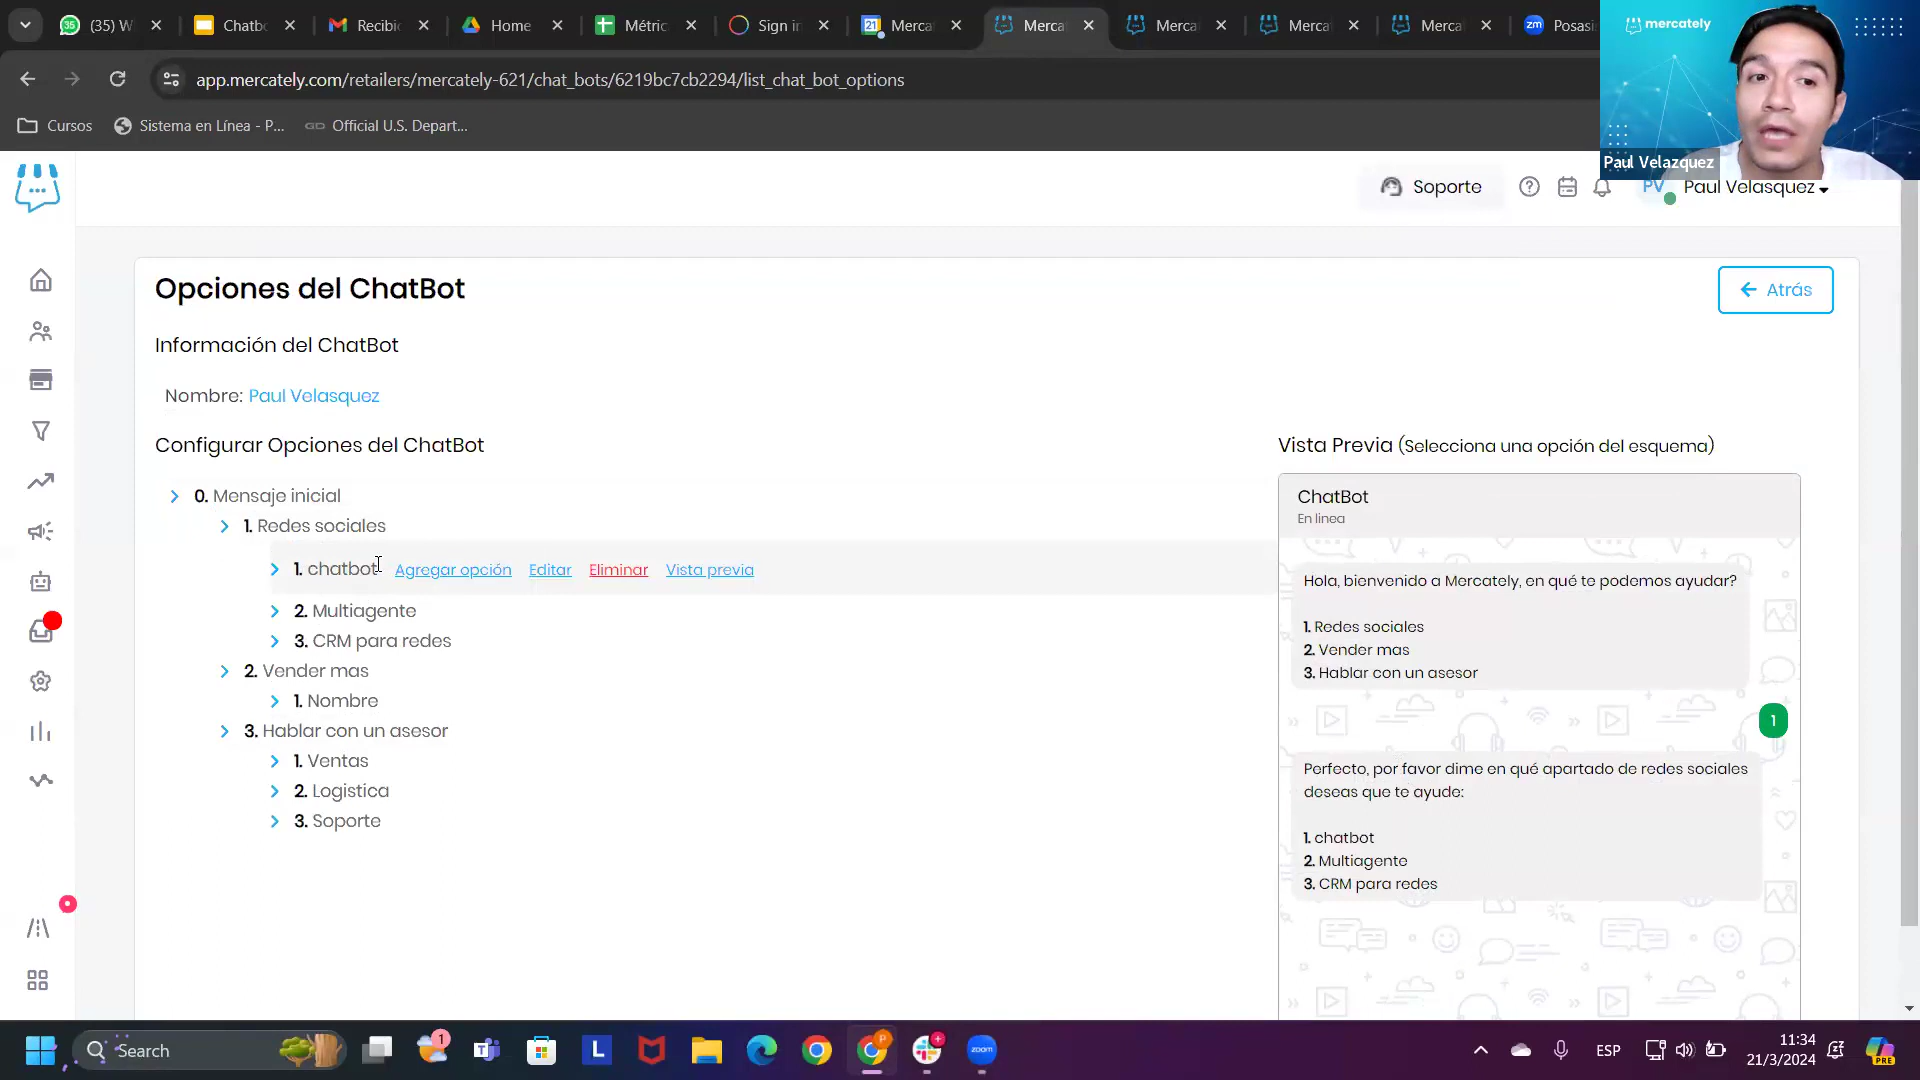 (35) W
Chatb
Recibi
Home
Métric
Sign in
Merca
Merca
Merca
Merca
Merca
Posasi
mercately
app.mercately.com/retailers/mercately-621/chat_bots/6219bc7cb2294/list_chat_bot_options
Cursos
Sistema en Línea - P...
Official U.S. Depart...
Paul Velazquez
Soporte
PV
Paul Velasquez
Opciones del ChatBot
Atrás
Información del ChatBot
Nombre: Paul Velasquez
Configurar Opciones del ChatBot
0. Mensaje inicial
1. Redes sociales
1. chatbot Agregar opción Editar Eliminar Vista previa
2. Multiagente
3. CRM para redes
2. Vender mas
1. Nombre
3. Hablar con un asesor
1. Ventas
2. Logistica
3. Soporte
Vista Previa (Selecciona una opción del esquema)
ChatBot
En linea
Hola, bienvenido a Mercately, en qué te podemos ayudar?
1. Redes sociales
2. Vender mas
3. Hablar con un asesor
1
Perfecto, por favor dime en qué apartado de redes sociales
deseas que te ayude:
1. chatbot
2. Multiagente
3. CRM para redes
Search
ESP
11:34
21/3/2024